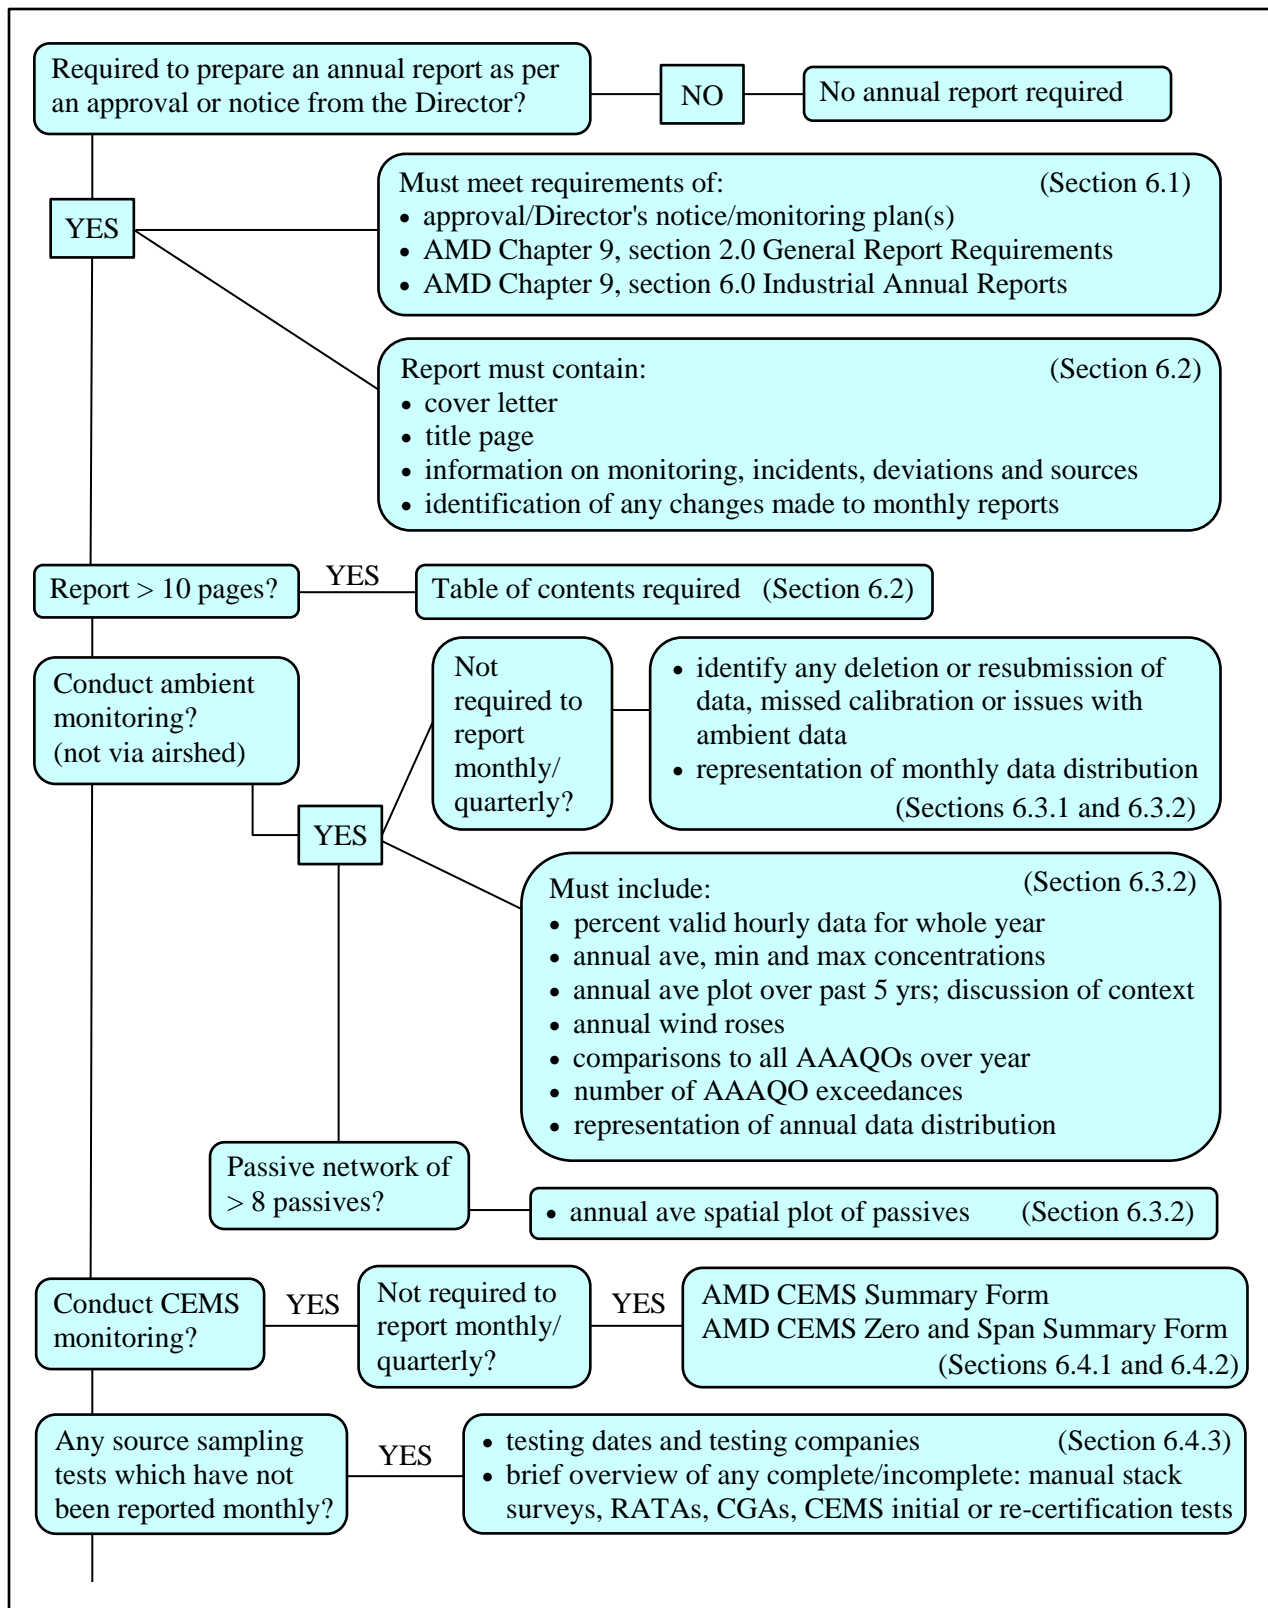 Required to prepare an annual report as per
an approval or notice from the Director?
NO
No annual report required
YES
Must meet requirements of: (Section 6.1)
• approval/Director's notice/monitoring plan(s)
• AMD Chapter 9, section 2.0 General Report Requirements
• AMD Chapter 9, section 6.0 Industrial Annual Reports
Report must contain: (Section 6.2)
• cover letter
• title page
• information on monitoring, incidents, deviations and sources
• identification of any changes made to monthly reports
Report > 10 pages?
YES
Table of contents required (Section 6.2)
Conduct ambient
monitoring?
(not via airshed)
YES
Not
required to
report
monthly/
quarterly?
• identify any deletion or resubmission of
data, missed calibration or issues with
ambient data
• representation of monthly data distribution
(Sections 6.3.1 and 6.3.2)
Must include: (Section 6.3.2)
• percent valid hourly data for whole year
• annual ave, min and max concentrations
• annual ave plot over past 5 yrs; discussion of context
• annual wind roses
• comparisons to all AAAQOs over year
• number of AAAQO exceedances
• representation of annual data distribution
Passive network of
> 8 passives?
• annual ave spatial plot of passives (Section 6.3.2)
Conduct CEMS
monitoring?
YES
Not required to
report monthly/
quarterly?
YES
AMD CEMS Summary Form
AMD CEMS Zero and Span Summary Form
(Sections 6.4.1 and 6.4.2)
Any source sampling
tests which have not
been reported monthly?
YES
• testing dates and testing companies (Section 6.4.3)
• brief overview of any complete/incomplete: manual stack
surveys, RATAs, CGAs, CEMS initial or re-certification tests